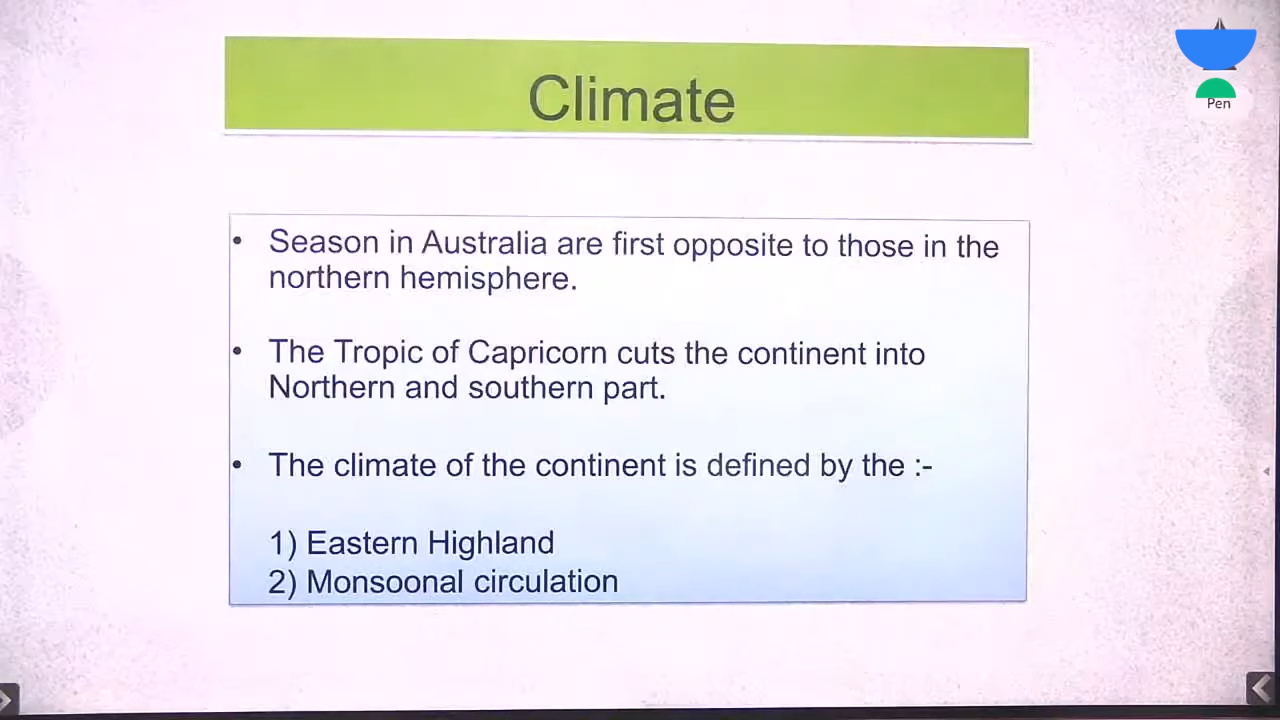 Climate
Pen
• Season in Australia are first opposite to those in the
northern hemisphere.
• The Tropic of Capricorn cuts the continent into
Northern and southern part.
• The climate of the continent is defined by the :-
1) Eastern Highland
2) Monsoonal circulation